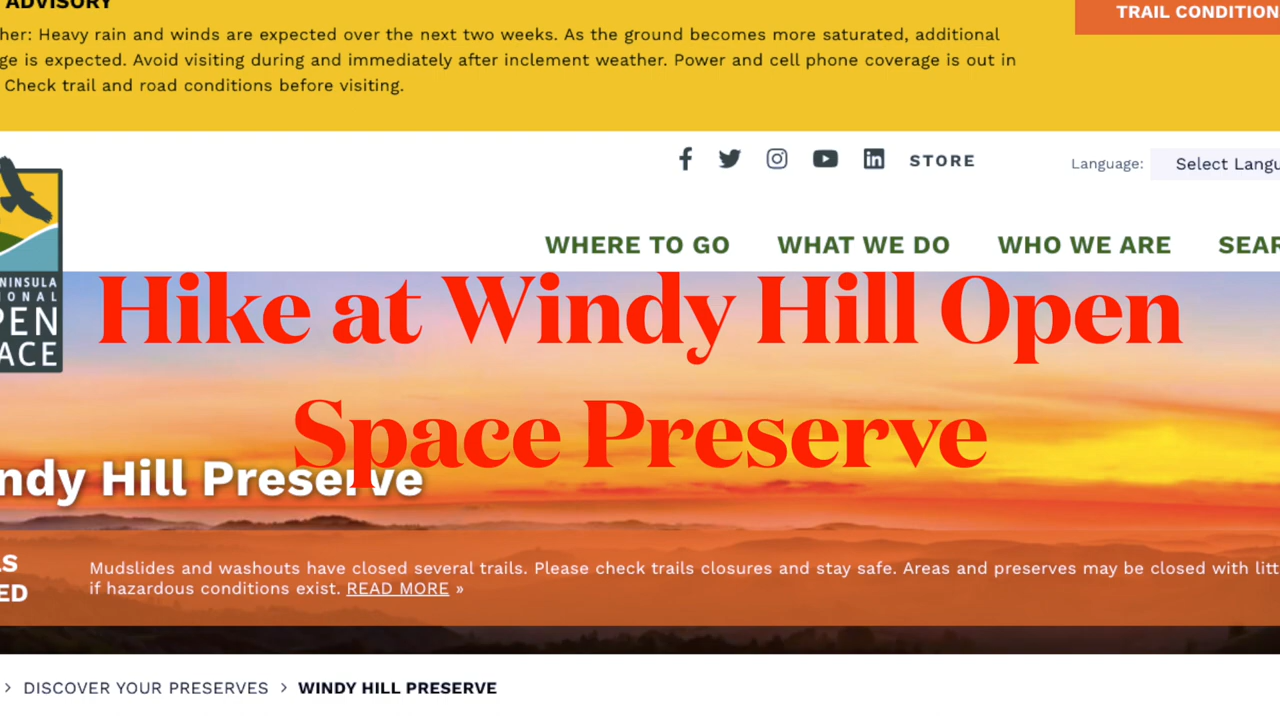 ADVISORY
TRAIL CONDITION
her: Heavy rain and winds are expected over the next two weeks. As the ground becomes more saturated, additional
ge is expected. Avoid visiting during and immediately after inclement weather. Power and cell phone coverage is out in
Check trail and road conditions before visiting.
STORE
Language: Select Langu
WHERE TO GO WHAT WE DO WHO WE ARE SEAR
NINSULA
IONAL
PEN
ACE
Hike at Windy Hill Open
Space Preserve
ndy Hill Preserve
LS
ED
Mudslides and washouts have closed several trails. Please check trails closures and stay safe. Areas and preserves may be closed with litt
if hazardous conditions exist. READ MORE »
> DISCOVER YOUR PRESERVES > WINDY HILL PRESERVE